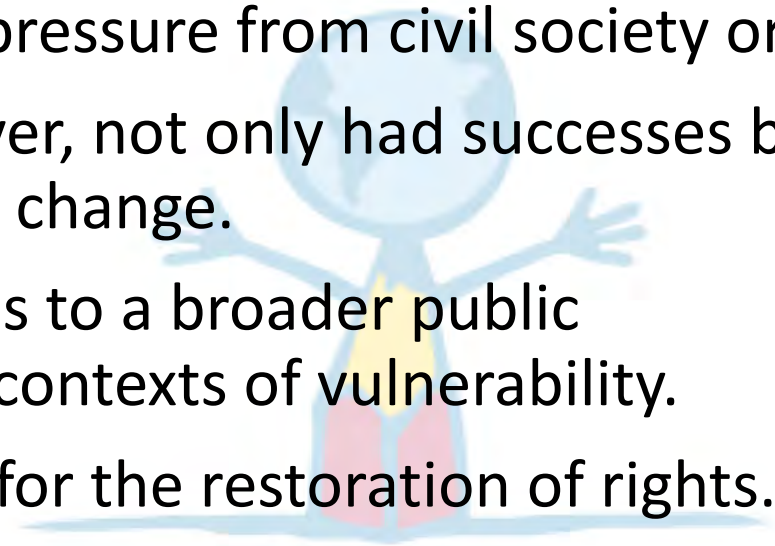 pressure from civil society or
ver, not only had successes b
change.
s to a broader public
contexts of vulnerability.
for the restoration of rights.